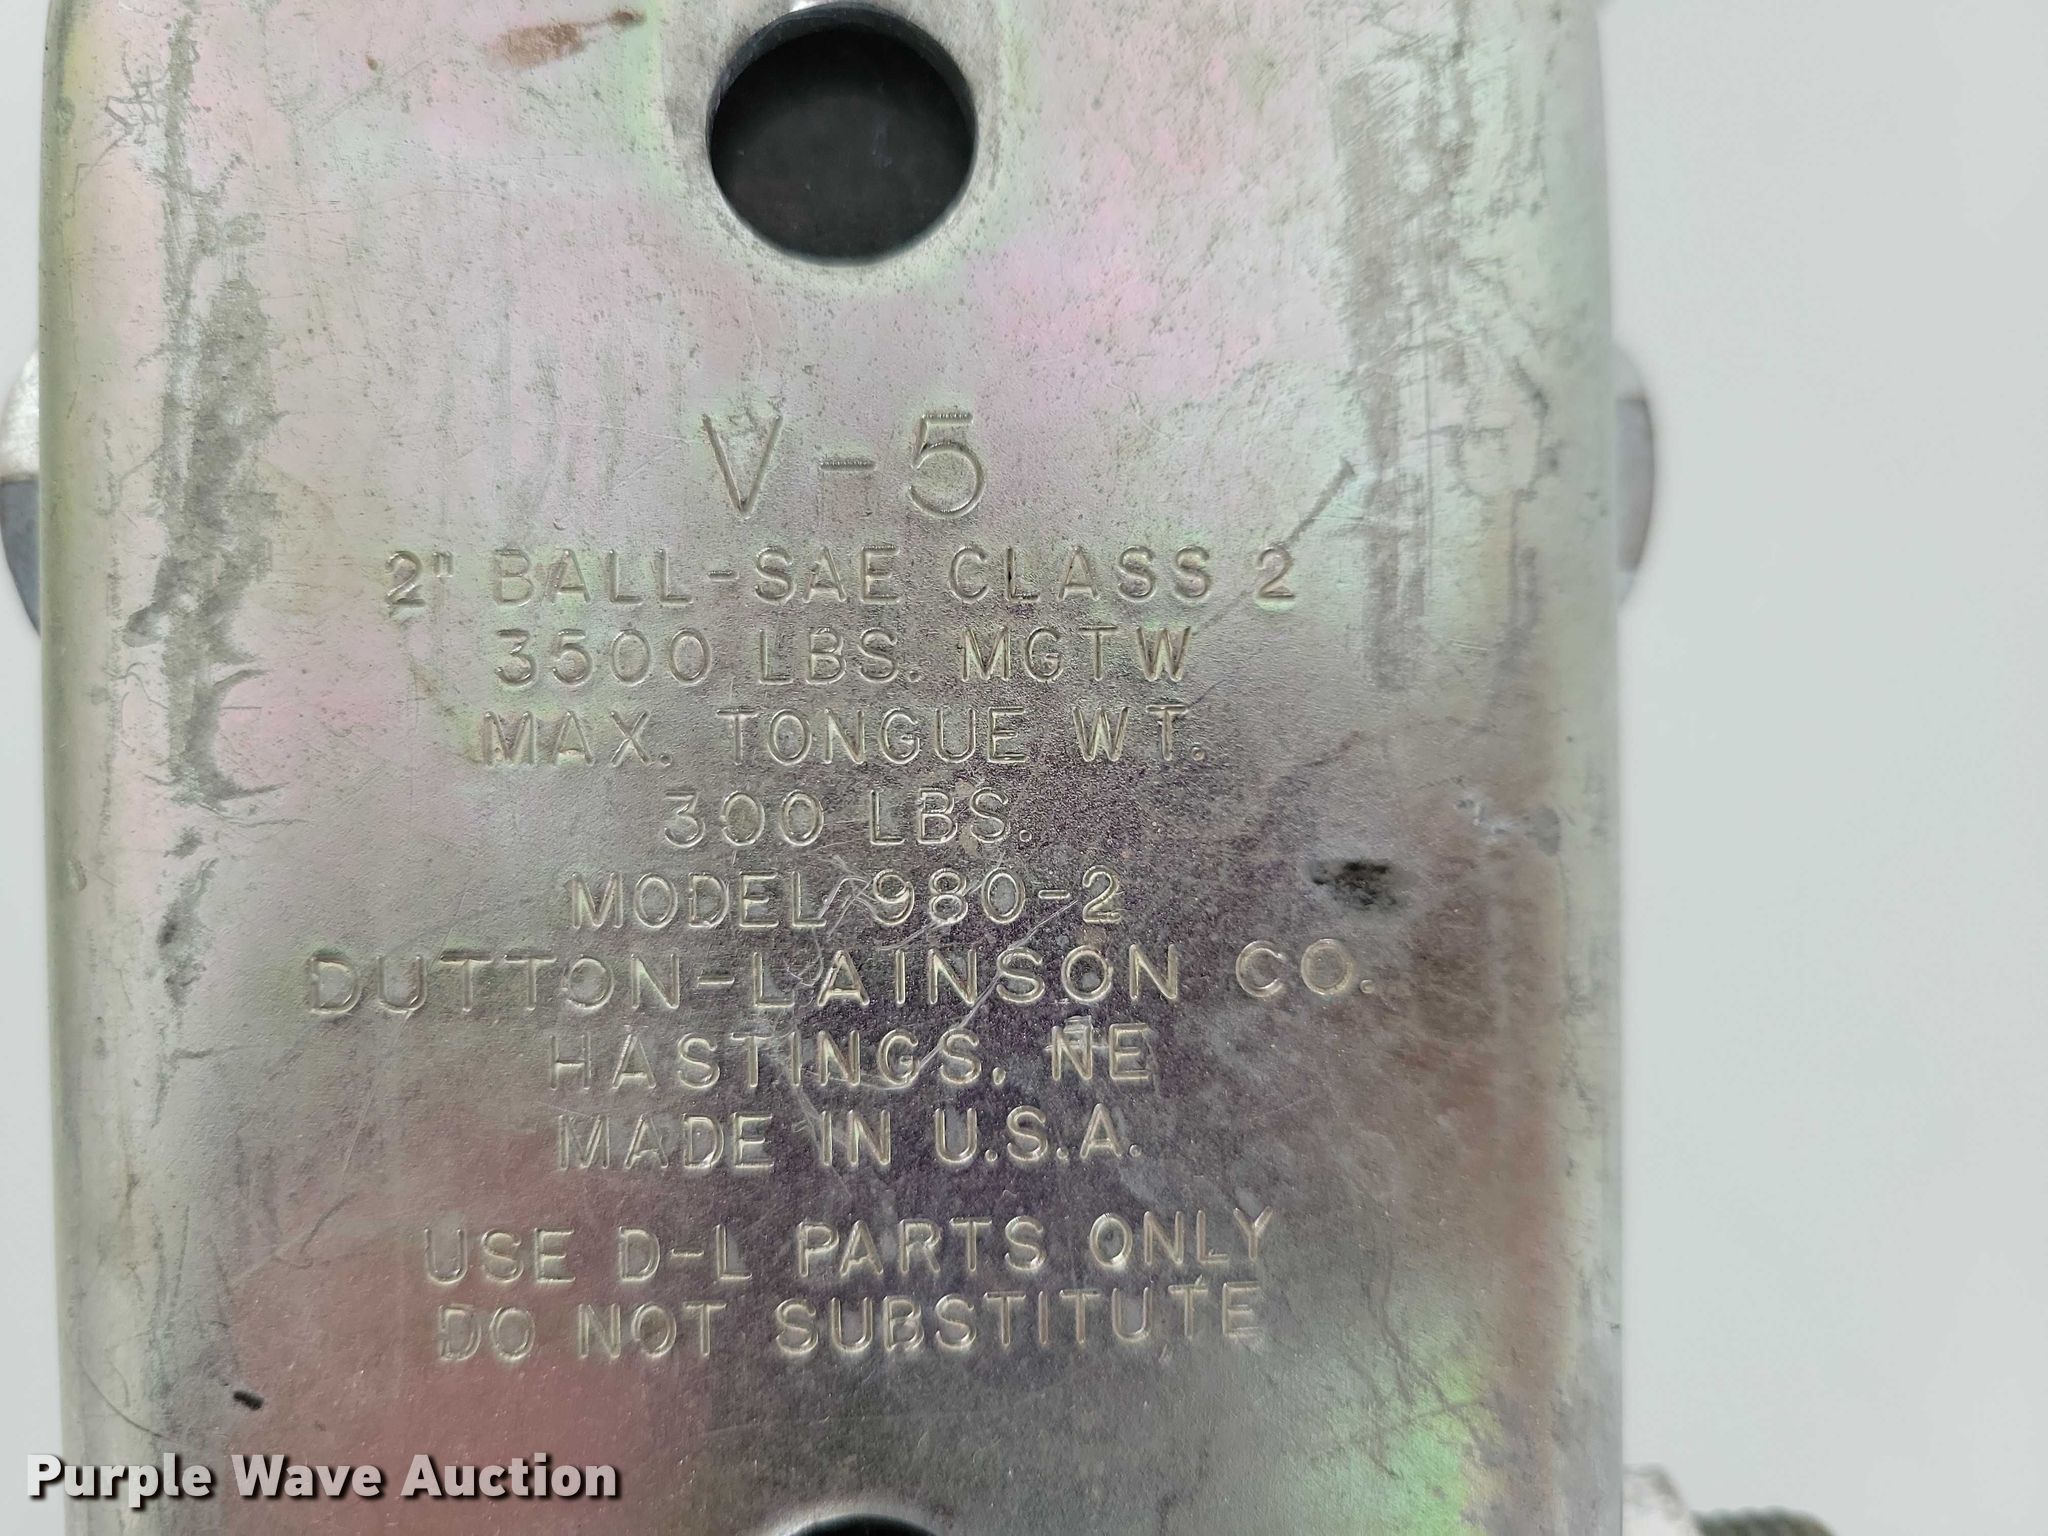 V-5
2" BALL-SAE CLASS 2
3500 LBS. MGTW
MAX. TONGUE WT.
300 LBS.
MODEL 980-2
DUTTON-LAINSON CO.
HASTINGS, NE
MADE IN U.S.A.
USE D-L PARTS ONLY
DO NOT SUBSTITUTE
Purple Wave Auction